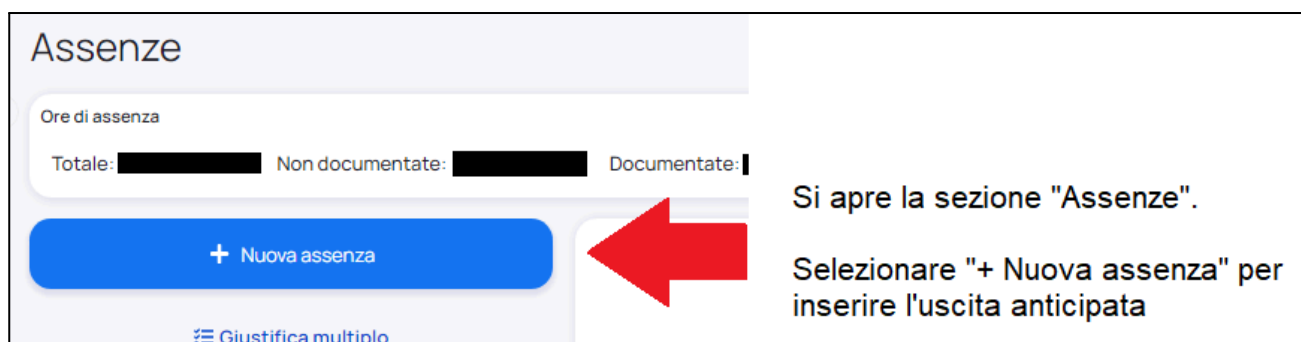 Assenze
Ore di assenza
Totale: Non documentate: Documentate:
Si apre la sezione "Assenze".
+ Nuova assenza
Selezionare "+ Nuova assenza" per
inserire l'uscita anticipata
Giustifica multiplo